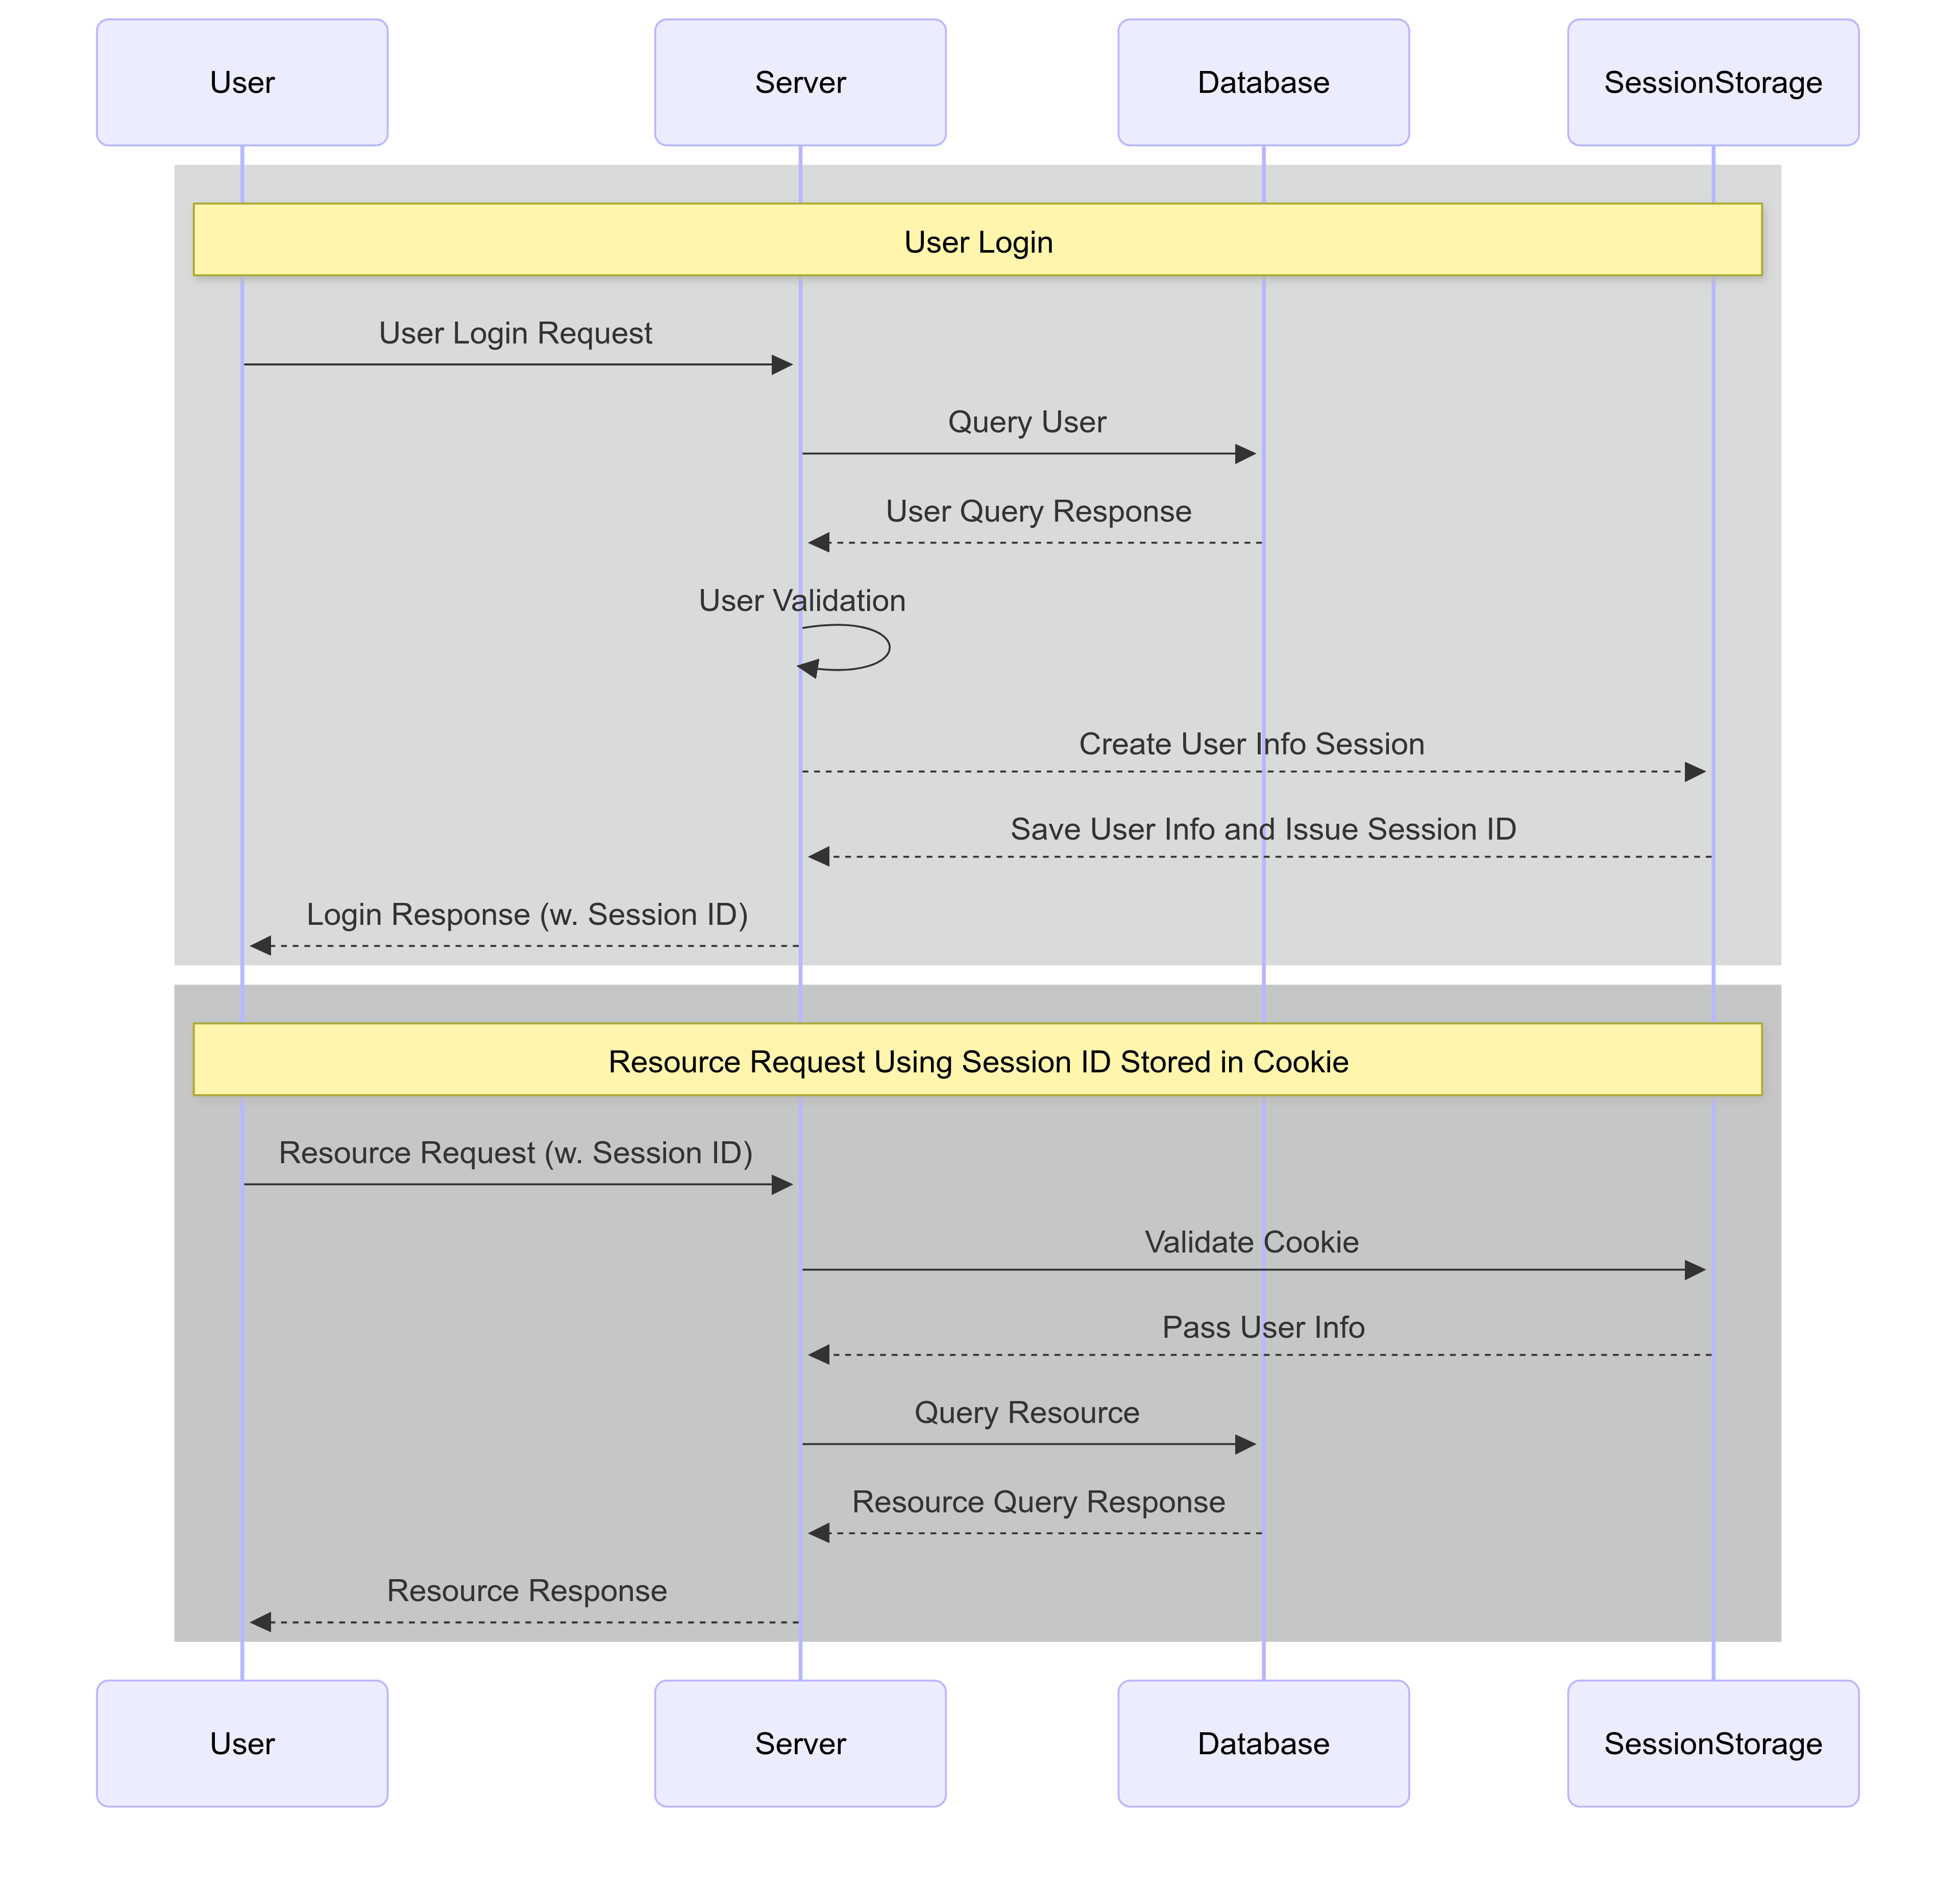 User
Server
Database
SessionStorage
User Login
User Login Request
Query User
User Query Response
User Validation
Create User Info Session
Save User Info and Issue Session ID
Login Response (w. Session ID)
Resource Request Using Session ID Stored in Cookie
Resource Request (w. Session ID)
Validate Cookie
Pass User Info
Query Resource
Resource Query Response
Resource Response
User
Server
Database
SessionStorage